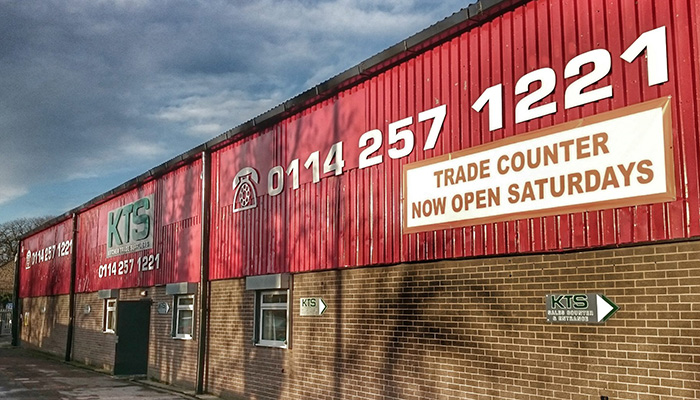 0114 257 1221
KTS
0114 257 1221
0114 257 1221
TRADE COUNTER
NOW OPEN SATURDAYS
KTS
KTS
SALES COUNTER
& ENTRANCE